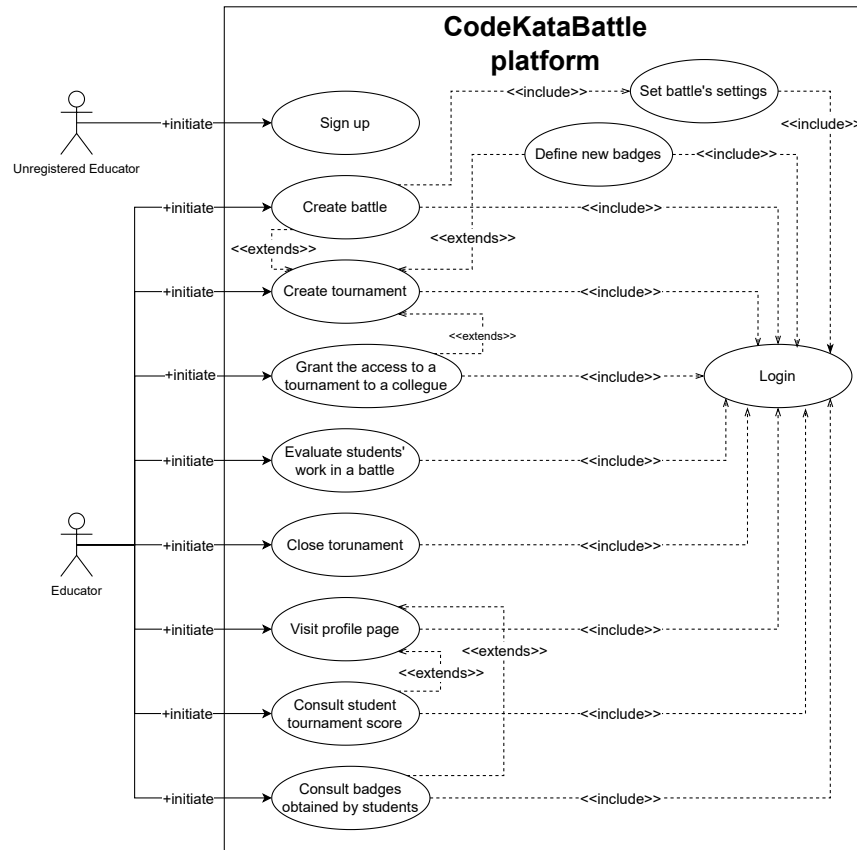 CodeKataBattle
platform
<<include>>
Set battle's settings
+initiate
Sign up
<<include>>
Unregistered Educator
Define new badges
<<include>>
+initiate
Create battle
<<include>>
<<extends>>
<<extends>>
+initiate
Create tournament
<<include>>
<<extends>>
+initiate
Grant the access to a
tournament to a collegue
<<include>>
Login
+initiate
Evaluate students'
work in a battle
<<include>>
+initiate
Close torunament
<<include>>
Educator
+initiate
Visit profile page
<<include>>
<<extends>>
<<extends>>
+initiate
Consult student
tournament score
<<include>>
+initiate
Consult badges
obtained by students
<<include>>